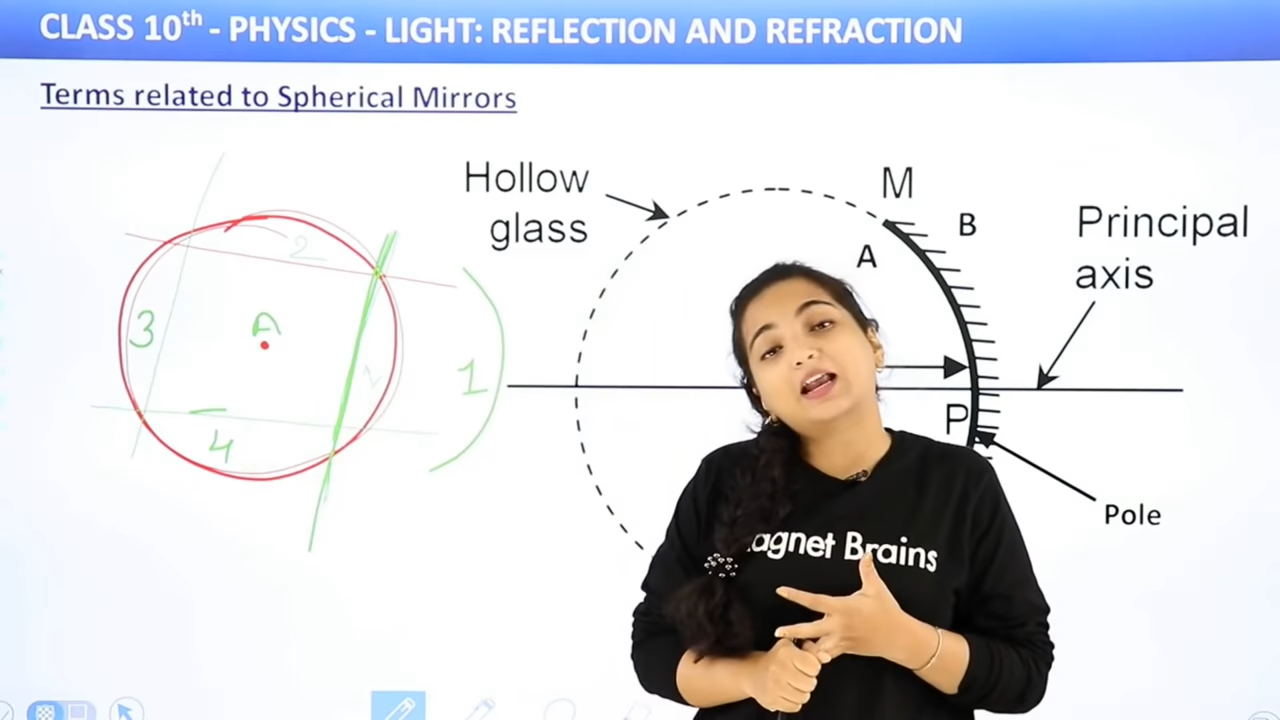 CLASS 10th - PHYSICS - LIGHT: REFLECTION AND REFRACTION
Terms related to Spherical Mirrors
Hollow
glass
M
B
A
Principal
axis
P
Pole
2
3
A
1
4
agnet Brains